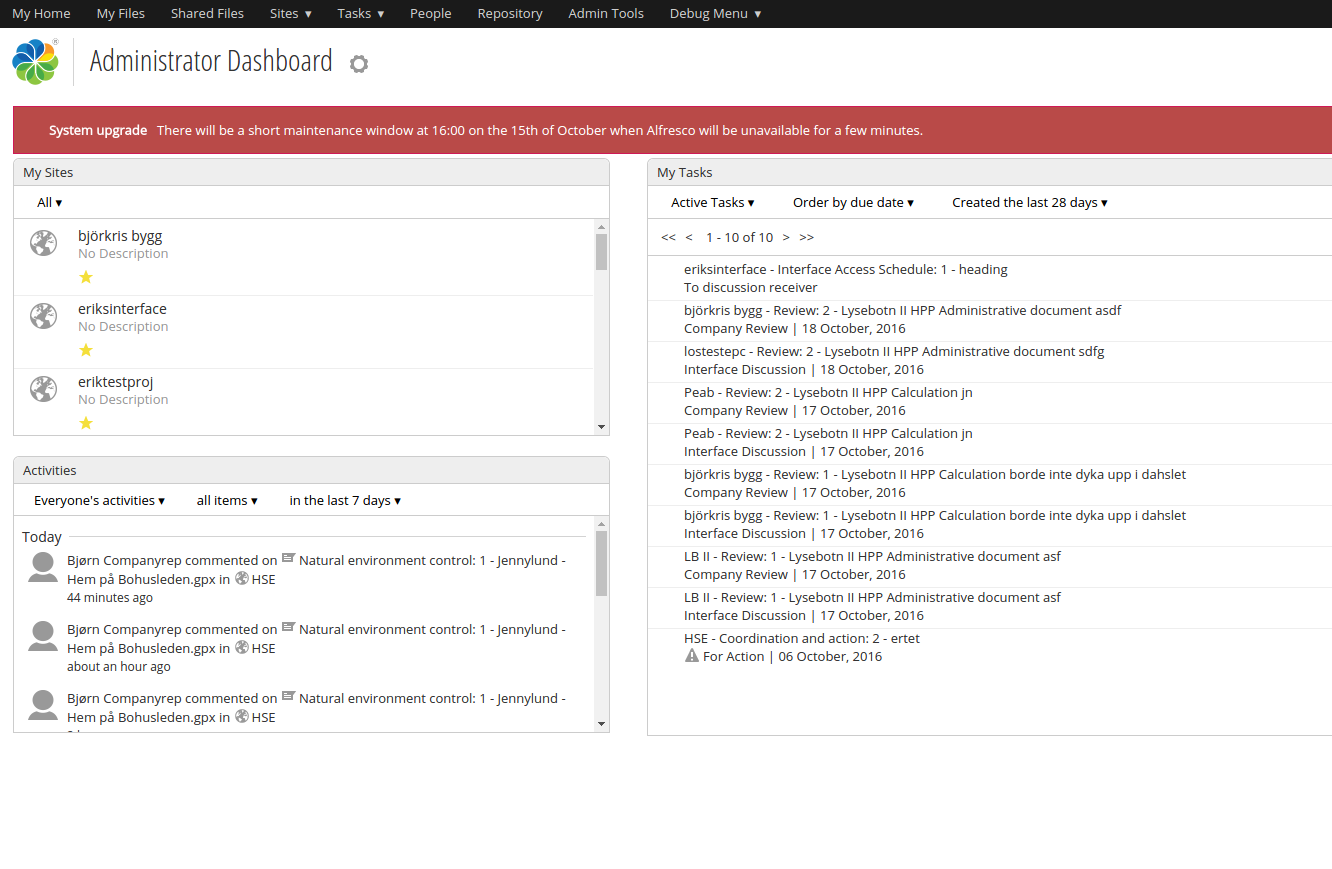 My Home My Files Shared Files Sites ▾ Tasks ▾ People Repository Admin Tools Debug Menu ▾
Administrator Dashboard
System upgrade There will be a short maintenance window at 16:00 on the 15th of October when Alfresco will be unavailable for a few minutes.
My Sites
All ▾
björkris bygg
No Description
eriksinterface
No Description
eriktestproj
No Description
Activities
Everyone's activities ▾ all items ▾ in the last 7 days ▾
Today
Bjørn Companyrep commented on Natural environment control: 1 - Jennylund -
Hem på Bohusleden.gpx in HSE
44 minutes ago
Bjørn Companyrep commented on Natural environment control: 1 - Jennylund -
Hem på Bohusleden.gpx in HSE
about an hour ago
Bjørn Companyrep commented on Natural environment control: 1 - Jennylund -
Hem på Bohusleden.gpx in HSE
My Tasks
Active Tasks ▾ Order by due date ▾ Created the last 28 days ▾
<< < 1 - 10 of 10 > >>
eriksinterface - Interface Access Schedule: 1 - heading
To discussion receiver
björkris bygg - Review: 2 - Lysebotn II HPP Administrative document asdf
Company Review | 18 October, 2016
lostestepc - Review: 2 - Lysebotn II HPP Administrative document sdfg
Interface Discussion | 18 October, 2016
Peab - Review: 2 - Lysebotn II HPP Calculation jn
Company Review | 17 October, 2016
Peab - Review: 2 - Lysebotn II HPP Calculation jn
Interface Discussion | 17 October, 2016
björkris bygg - Review: 1 - Lysebotn II HPP Calculation borde inte dyka upp i dahslet
Company Review | 17 October, 2016
björkris bygg - Review: 1 - Lysebotn II HPP Calculation borde inte dyka upp i dahslet
Interface Discussion | 17 October, 2016
LB II - Review: 1 - Lysebotn II HPP Administrative document asf
Company Review | 17 October, 2016
LB II - Review: 1 - Lysebotn II HPP Administrative document asf
Interface Discussion | 17 October, 2016
HSE - Coordination and action: 2 - ertet
For Action | 06 October, 2016